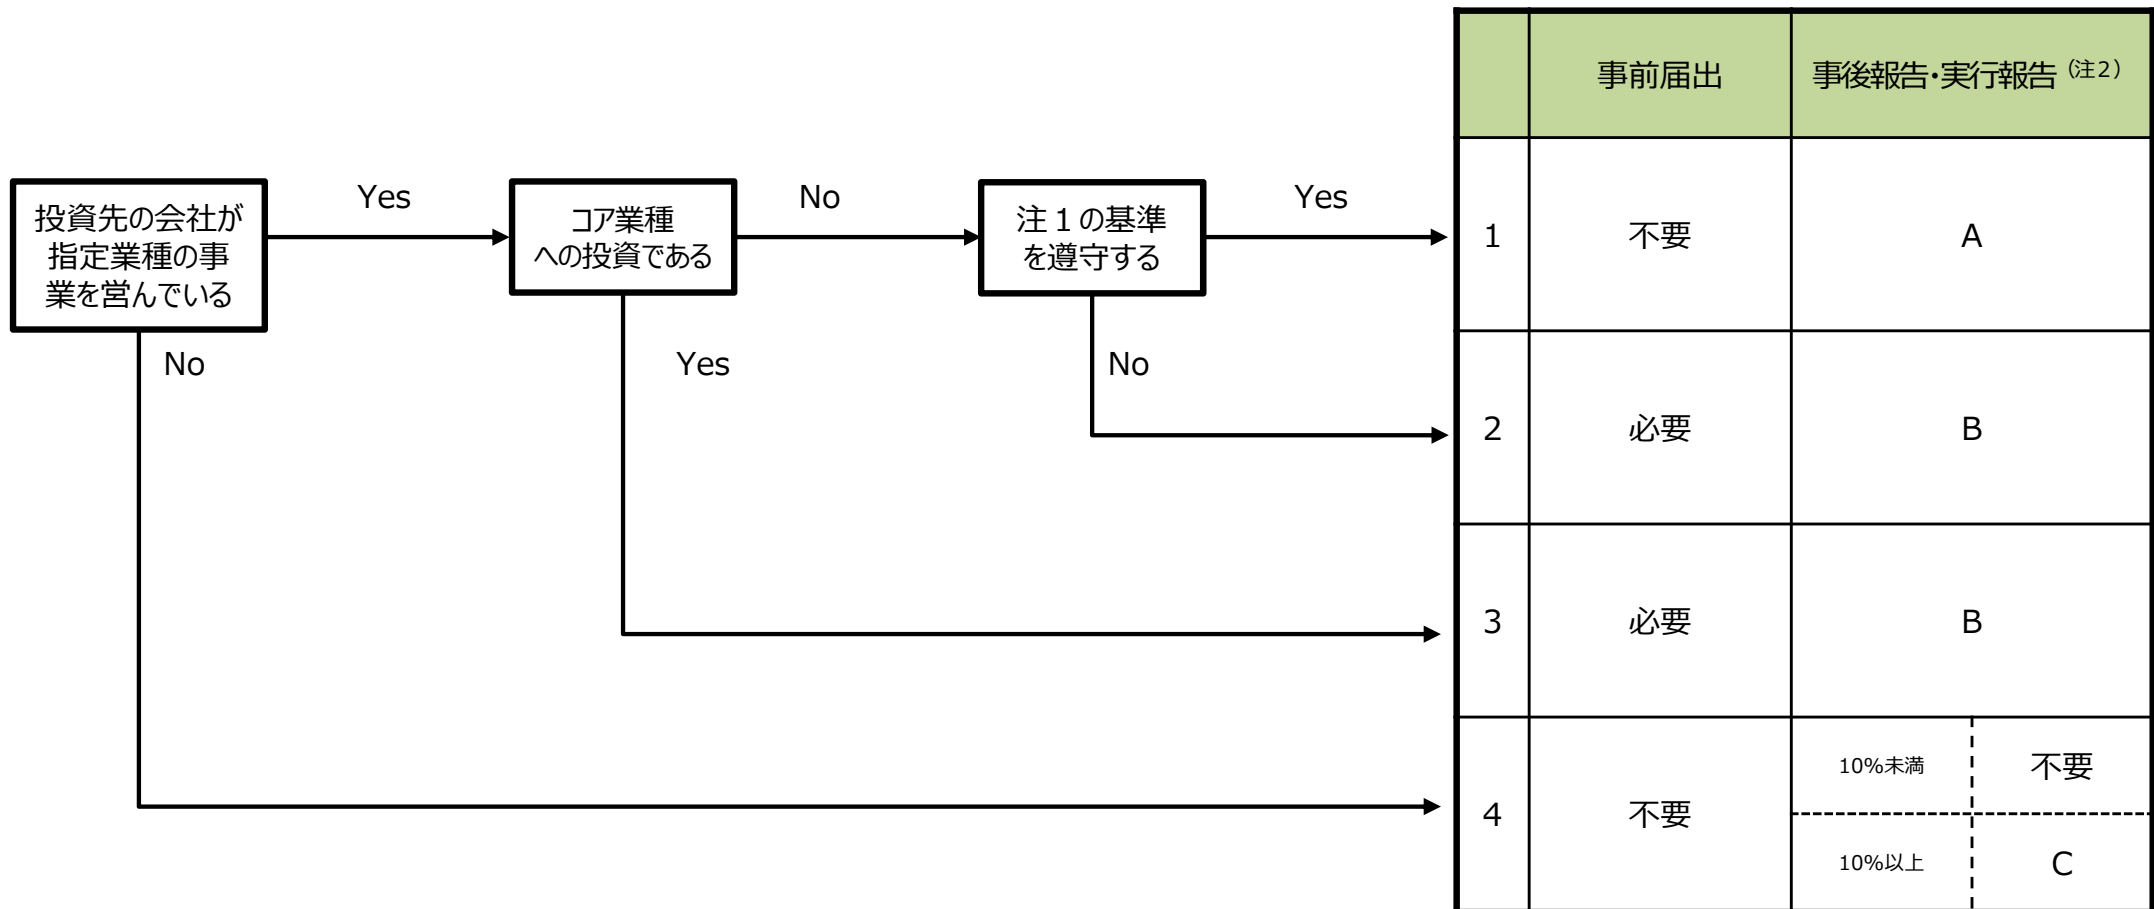 事前届出
事後報告・実行報告（注2）
投資先の会社が
指定業種の事
業を営んでいる
Yes
No
コア業種
への投資である
No
Yes
注１の基準
を遵守する
Yes
No
1
不要
A
2
必要
B
3
必要
B
4
不要
10%未満
不要
10%以上
C